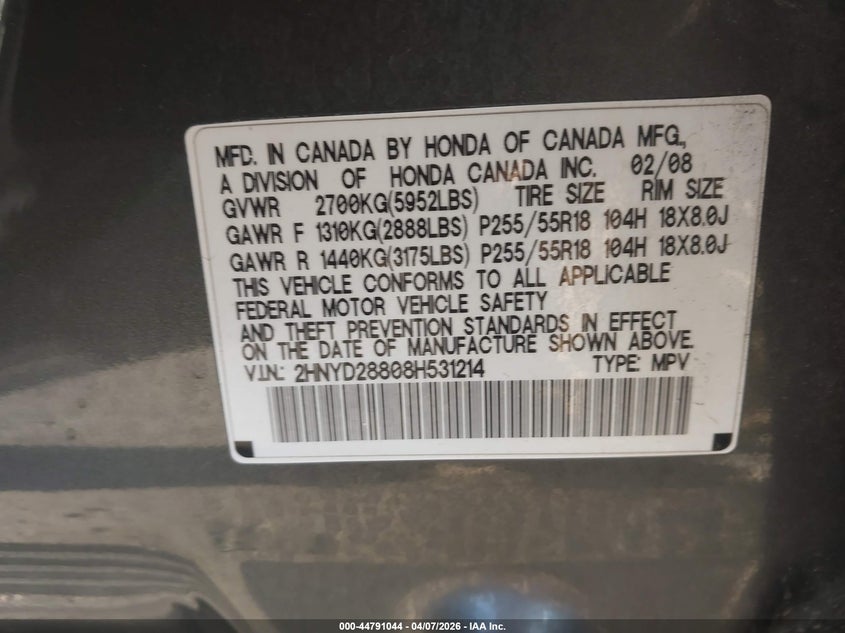 MFD. IN CANADA BY HONDA OF CANADA MFG.,
A DIVISION OF HONDA CANADA INC. 02/08
GVWR 2700KG(5952LBS) TIRE SIZE RIM SIZE
GAWR F 1310KG(2888LBS) P255/55R18 104H 18X8.0J
GAWR R 1440KG(3175LBS) P255/55R18 104H 18X8.0J
THIS VEHICLE CONFORMS TO ALL APPLICABLE
FEDERAL MOTOR VEHICLE SAFETY
AND THEFT PREVENTION STANDARDS IN EFFECT
ON THE DATE OF MANUFACTURE SHOWN ABOVE.
V.I.N.: 2HNYD28808H531214 TYPE: MPV
000-44791044 | 04/07/2026 - IAA Inc.